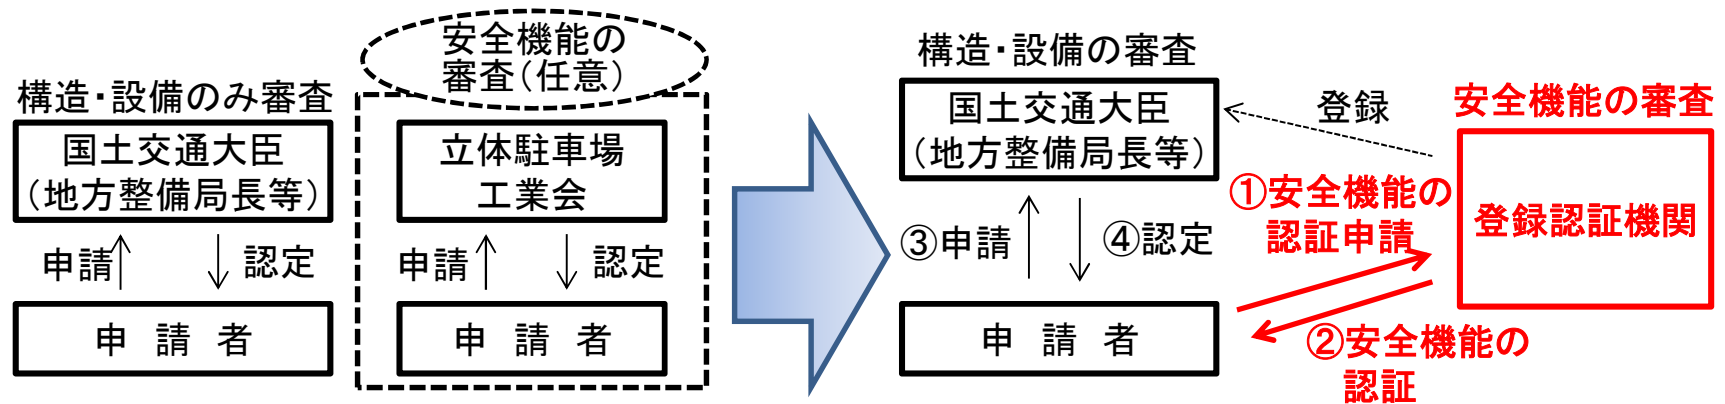 構造・設備のみ審査
国土交通大臣
（地方整備局長等）
申請
認定
申　請　者
安全機能の
審査（任意）
立体駐車場
工業会
申請
認定
申　請　者
構造・設備の審査
国土交通大臣
（地方整備局長等）
③申請
④認定
申　請　者
登録
安全機能の審査
登録認証機関
①安全機能の
認証申請
②安全機能の
認証